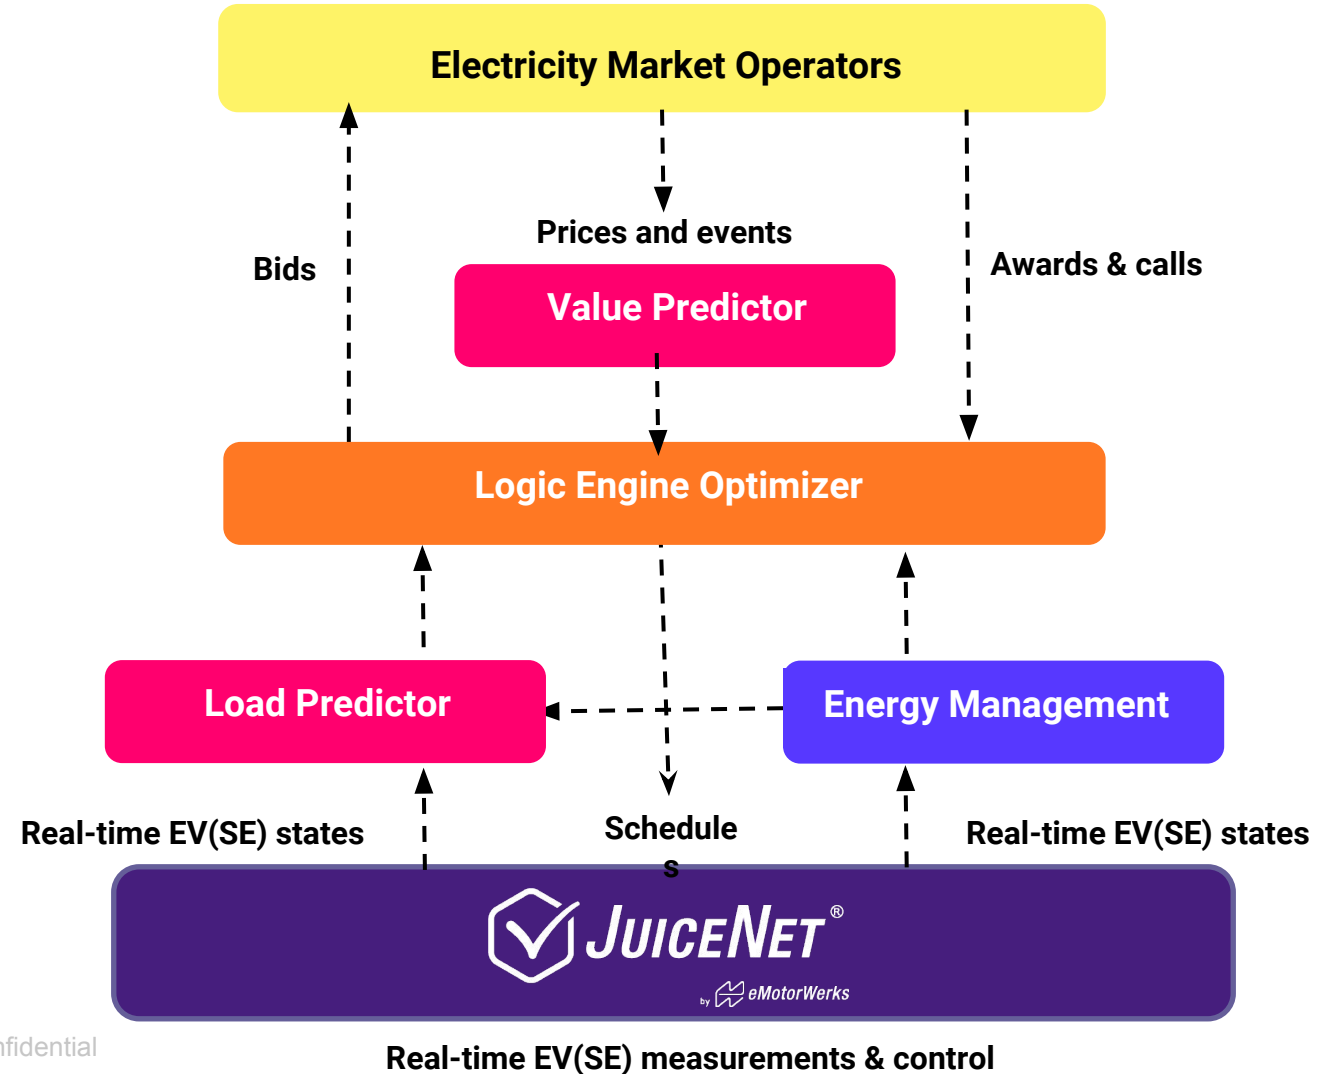 Electricity Market Operators
Prices and events
Bids
Awards & calls
Value Predictor
Logic Engine Optimizer
Load Predictor
Energy Management
Real-time EV(SE) states
Schedule
s
Real-time EV(SE) states
JUICENET®
by eMotorWerks
nfidential
Real-time EV(SE) measurements & control